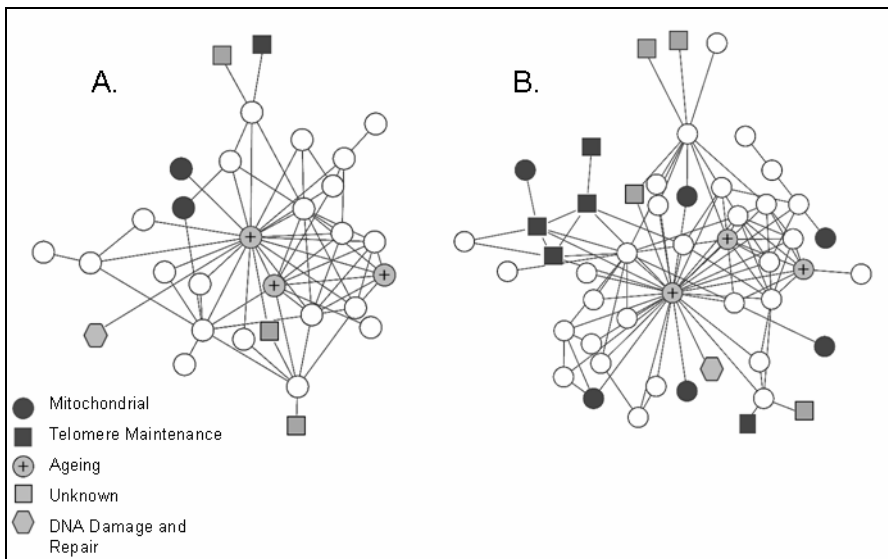 A.
B.
Mitochondrial
Telomere Maintenance
Ageing
Unknown
DNA Damage and
Repair